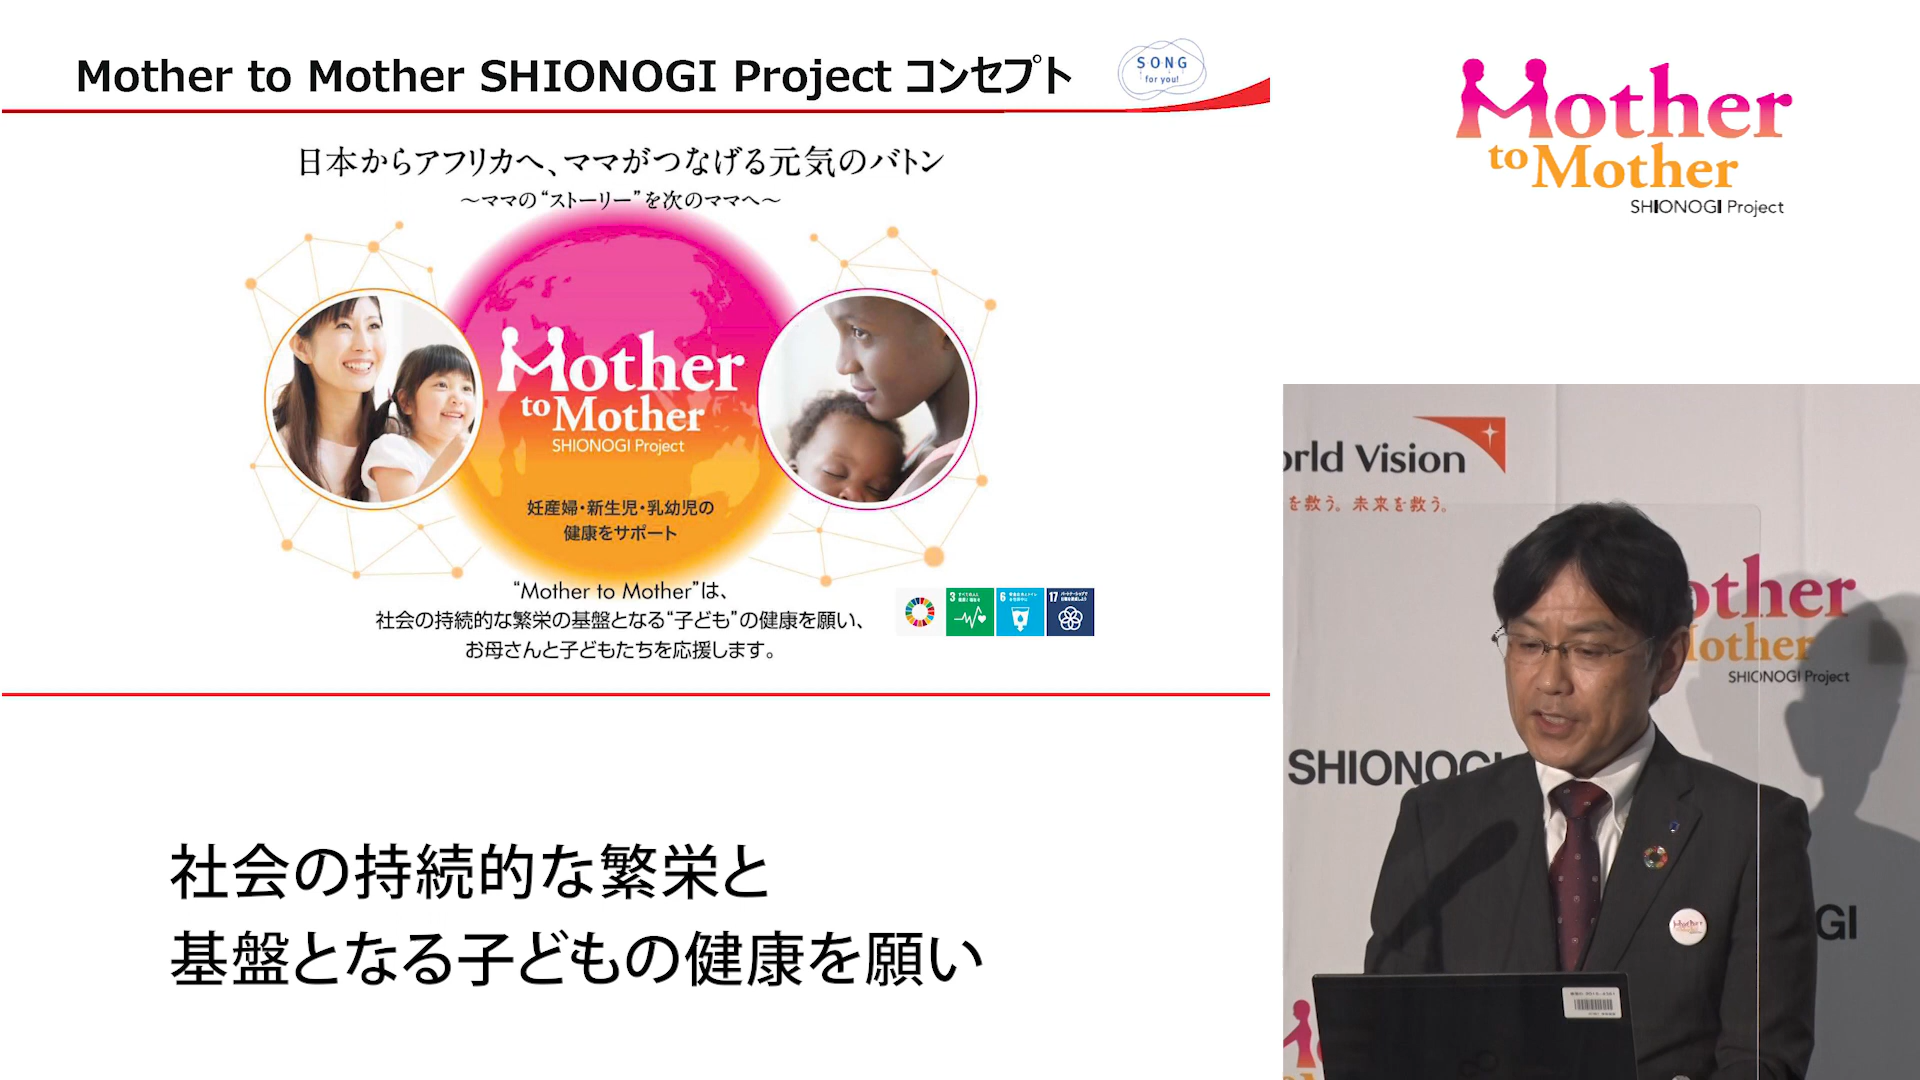 Mother to Mother SHIONOGI Project コンセプト
SONG
for you!
日本からアフリカへ、ママがつなげる元気のバトン
～ママの“ストーリー”を次のママへ～
Mother
to Mother
SHIONOGI Project
妊産婦・新生児・乳幼児の
健康をサポート
“Mother to Mother”は、
社会の持続的な繁栄の基盤となる“子ども”の健康を願い、
お母さんと子どもたちを応援します。
3
6
17
社会の持続的な繁栄と
基盤となる子どもの健康を願い
Mother
to Mother
SHIONOGI Project
orld Vision
を救う。未来を救う。
other
Mother
SHIONOGI Project
SHIONOGI
GI